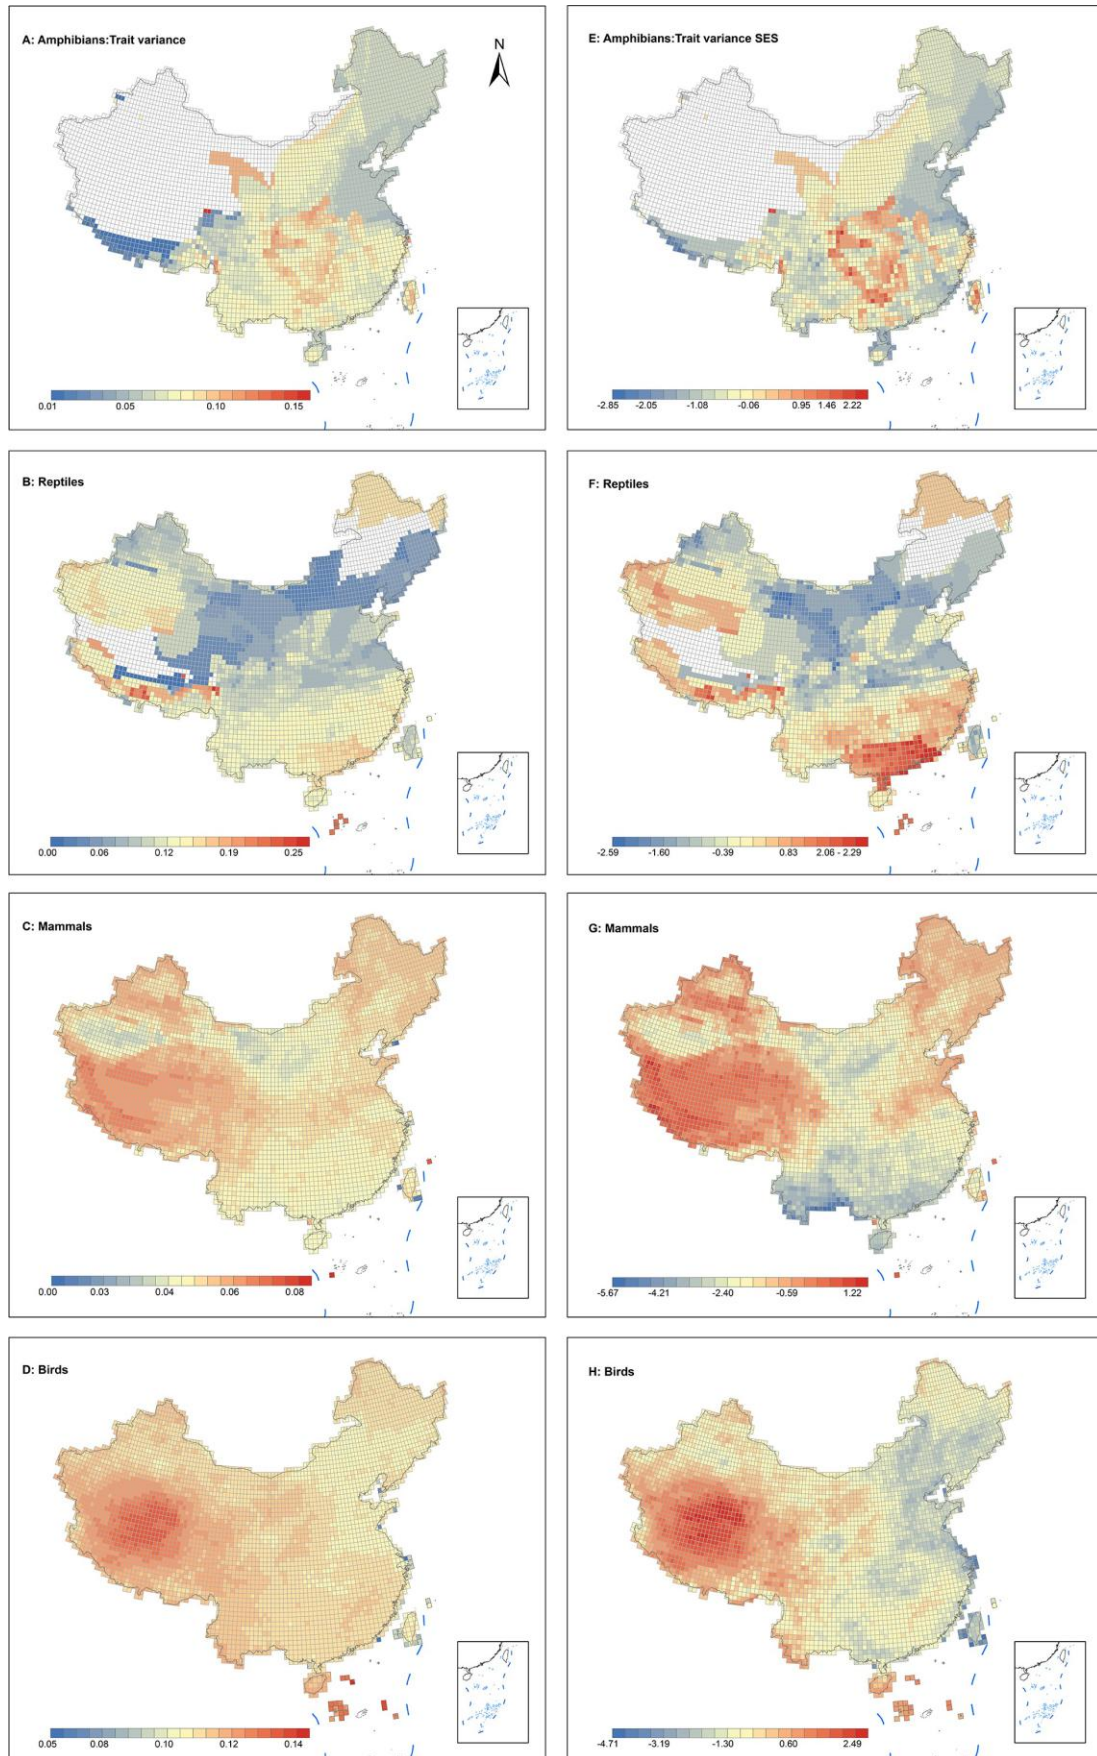 A: Amphibians:Trait variance
N
0.01 0.05 0.10 0.15
E: Amphibians:Trait variance SES
-2.85 -2.05 -1.08 -0.06 0.95 1.46 2.22
B: Reptiles
0.00 0.06 0.12 0.19 0.25
F: Reptiles
-2.59 -1.60 -0.39 0.83 2.06 - 2.29
C: Mammals
0.00 0.03 0.04 0.06 0.08
G: Mammals
-5.67 -4.21 -2.40 -0.59 1.22
D: Birds
0.05 0.08 0.10 0.12 0.14
H: Birds
-4.71 -3.19 -1.30 0.60 2.49